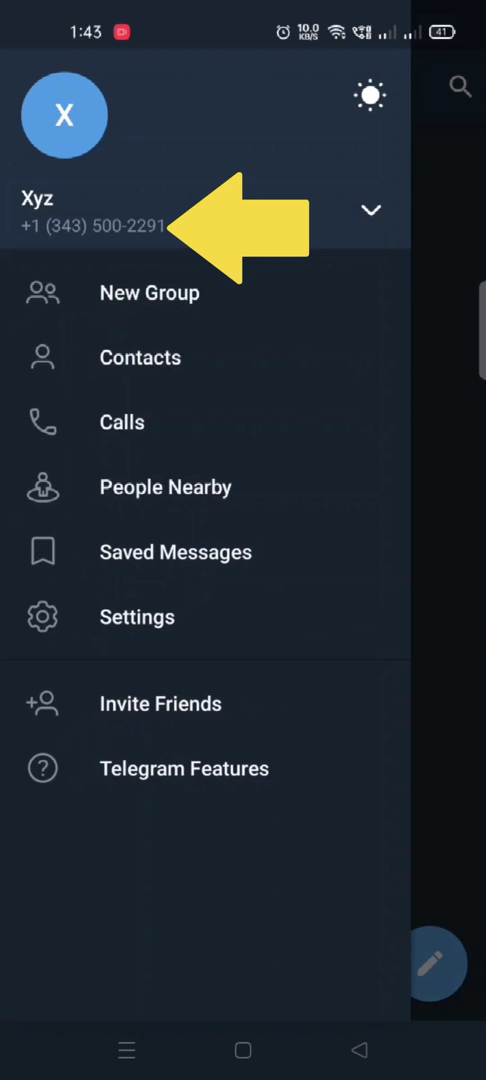 1:43 10.0 KB/S 41
X
Xyz
+1 (343) 500-2291
New Group
Contacts
Calls
People Nearby
Saved Messages
Settings
Invite Friends
? Telegram Features